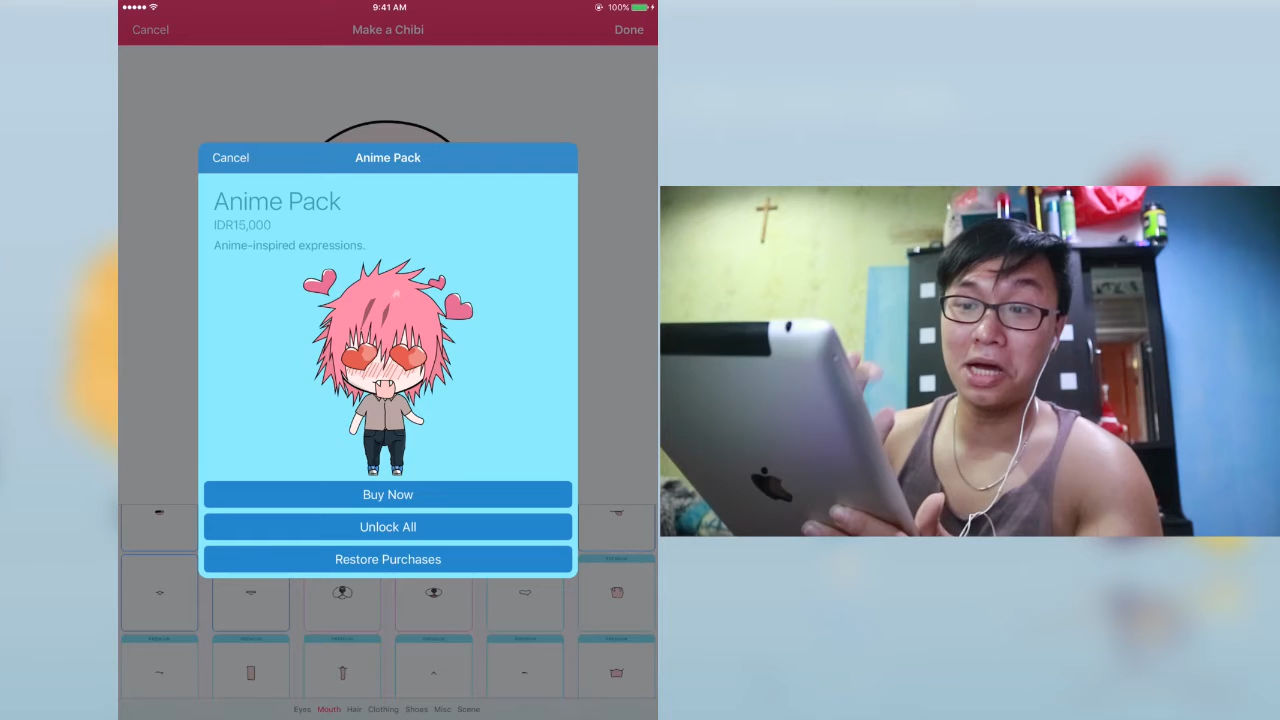 9:41 AM
100%
Cancel
Make a Chibi
Done
Cancel
Anime Pack
Anime Pack
IDR15,000
Anime-inspired expressions.
Buy Now
Unlock All
Restore Purchases
Eyes Mouth Hair Clothing Shoes Misc Scene